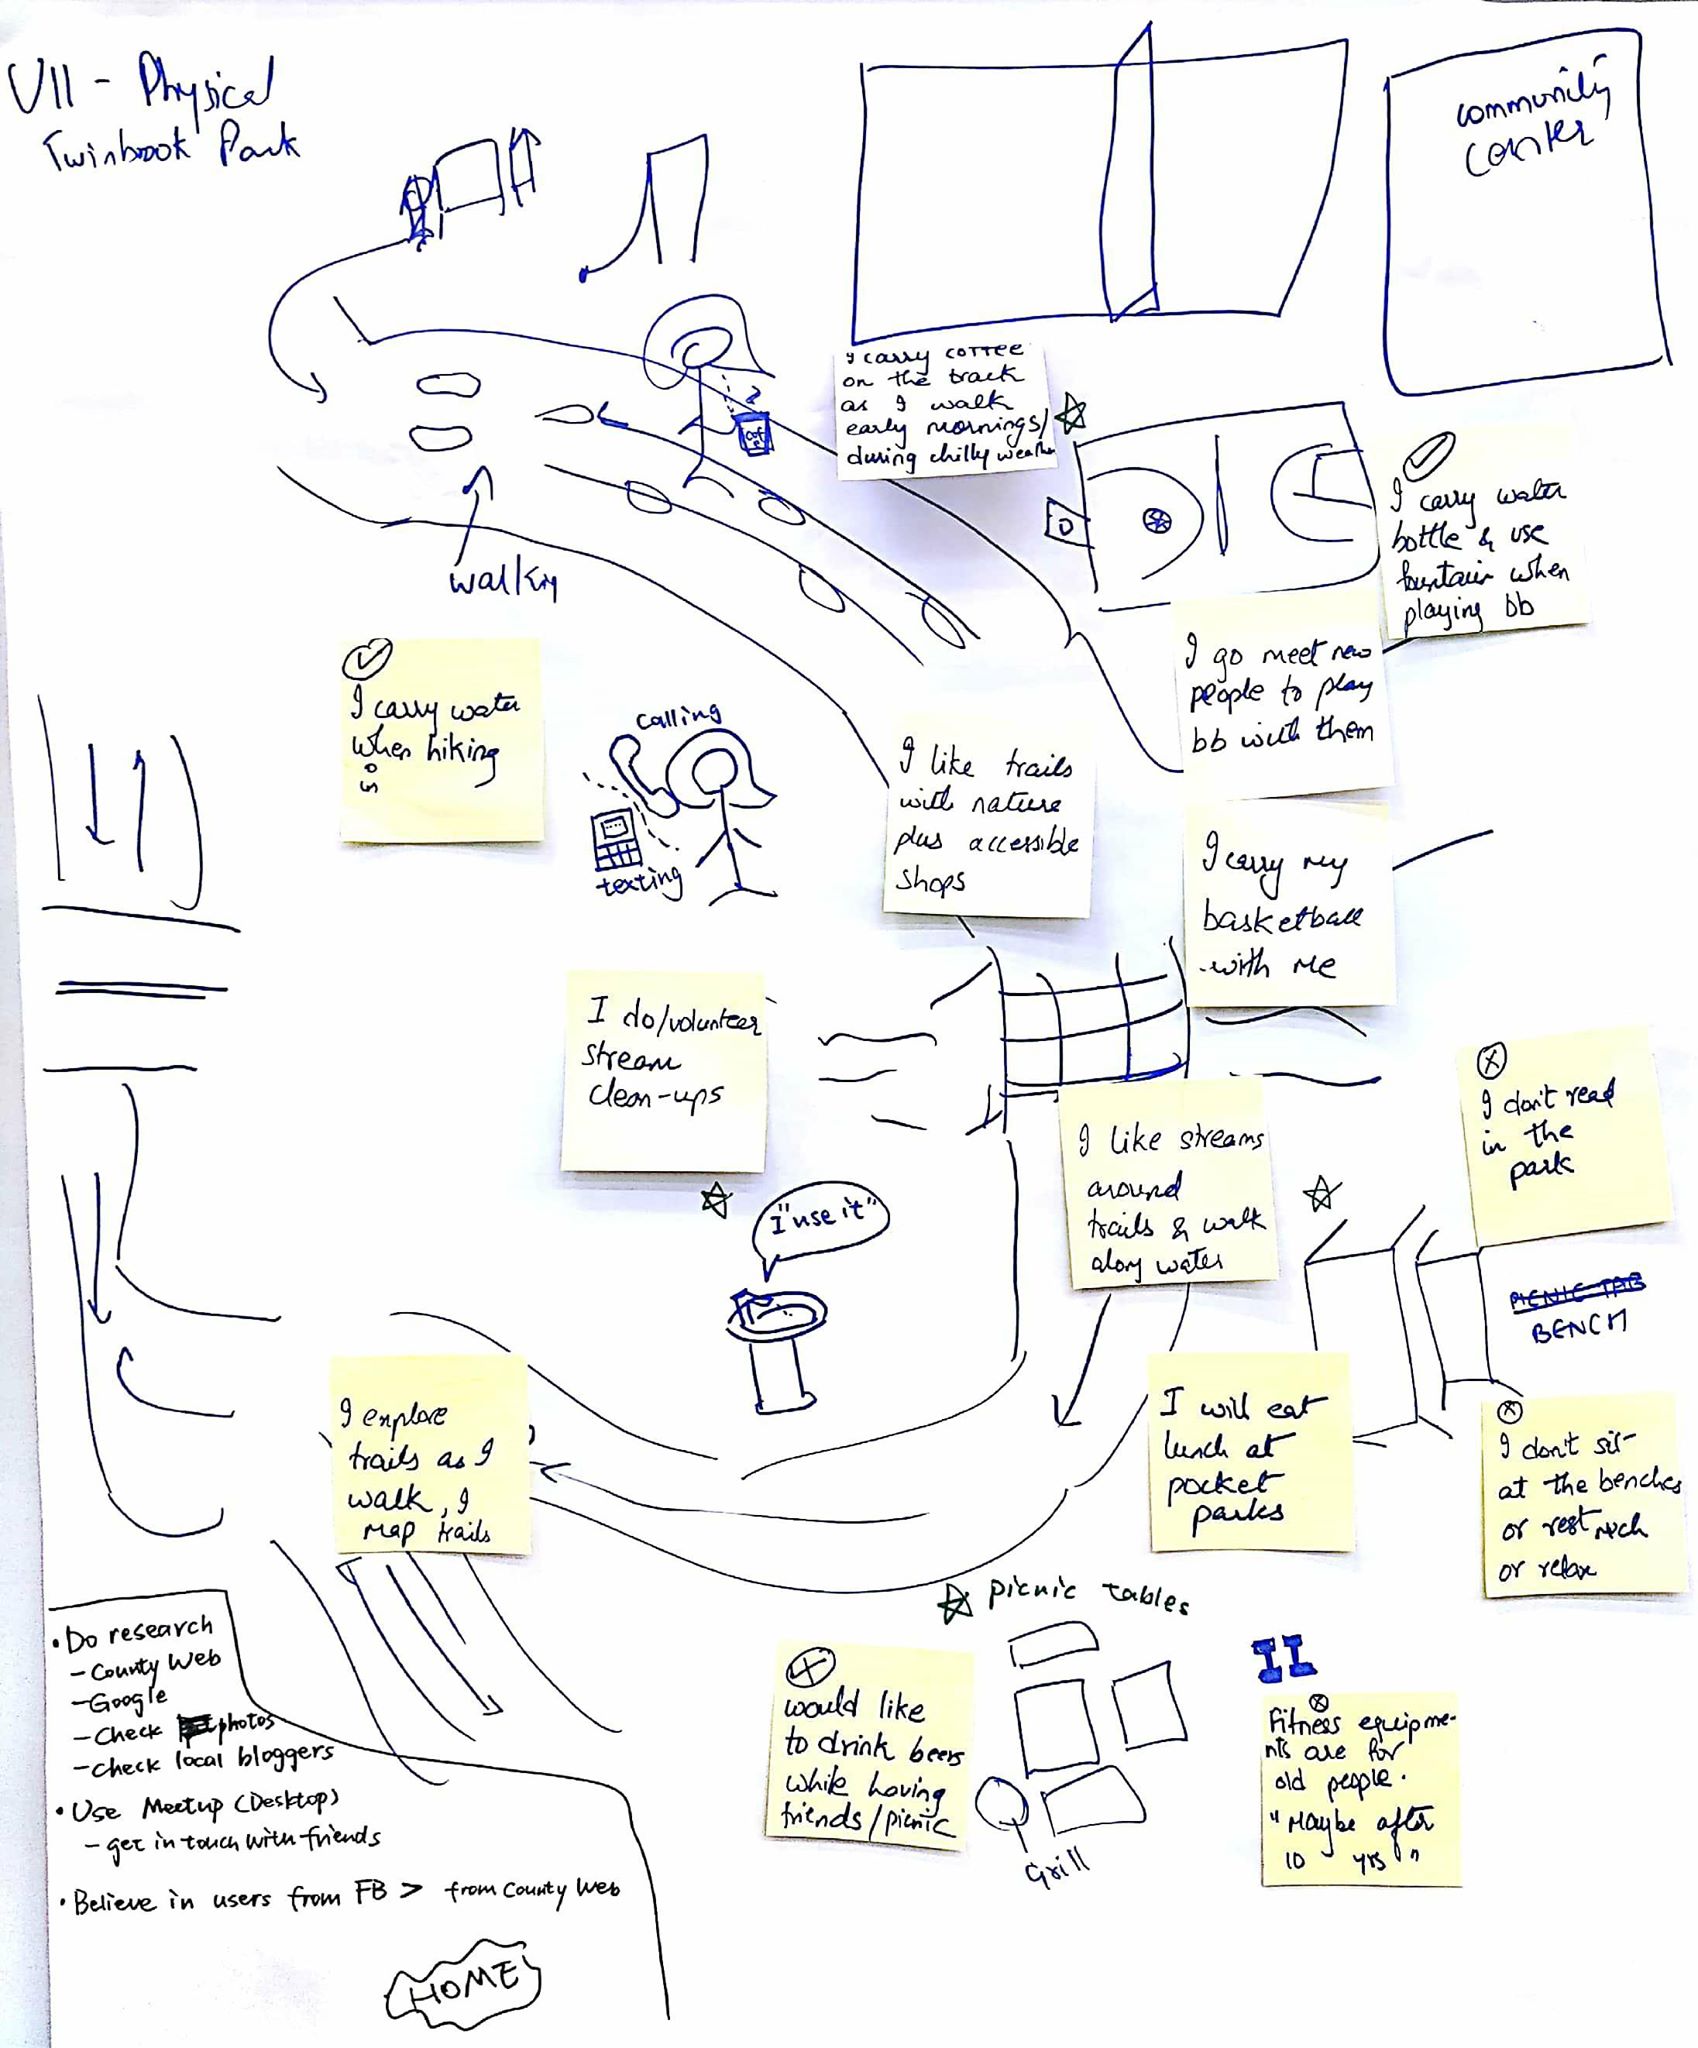 VII - Physical
Twinbrook Park
community
center
I carry coffee
on the track
as I walk
early mornings/
during chilly weather
I carry water
bottle & use
fountain when
playing bb
walking
I go meet new
people to play
bb with them
I carry water
when hiking
calling
texting
I like trails
with nature
plus accessible
shops
I carry my
basketball
with me
I do/volunteer
stream
clean-ups
I don't read
in the
park
I like streams
around
trails & walk
along water
I "use it"
PICNIC TAB
BENCH
I explore
trails as I
walk, I
map trails
I will eat
lunch at
pocket
parks
I don't sit
at the benches
or rest much
or relax
picnic tables
would like
to drink beers
while having
friends/picnic
Grill
Fitness equipme-
nts are for
old people.
"Maybe after
10 yrs"
• Do research
- County Web
- Google
- Check photos
- check local bloggers
• Use Meetup (Desktop)
- get in touch with friends
• Believe in users from FB > from County Web
HOME